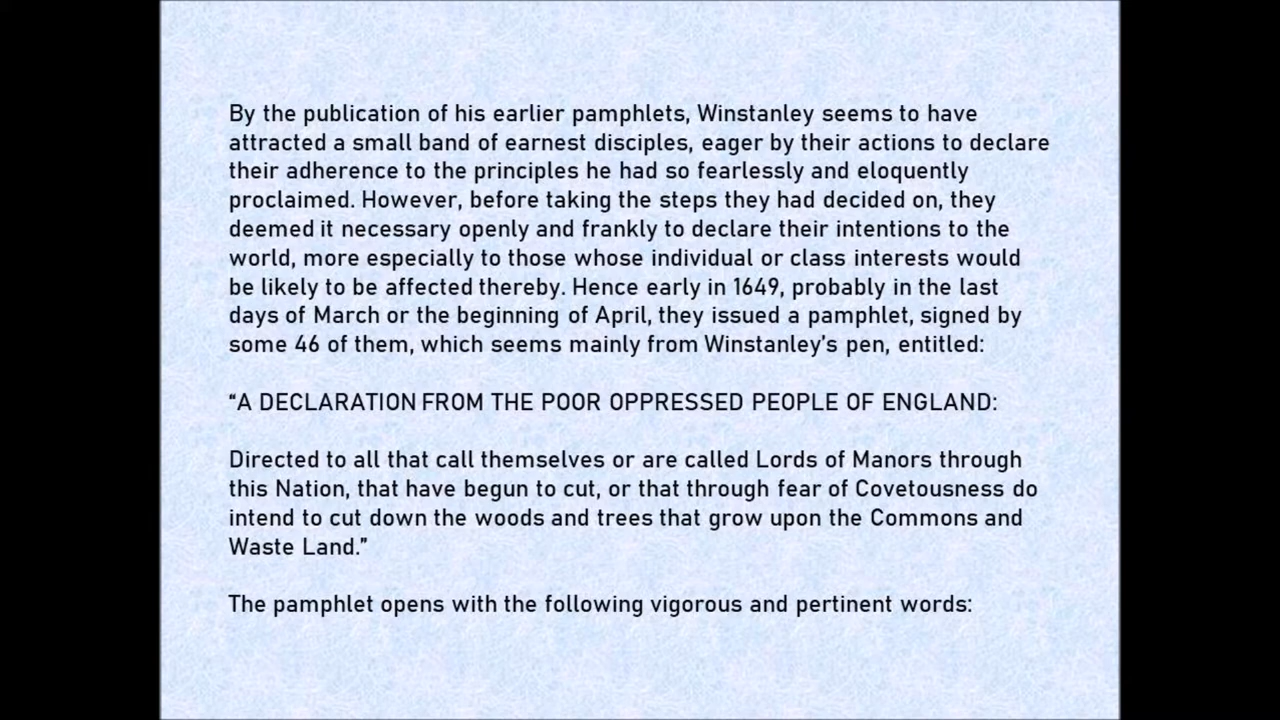 By the publication of his earlier pamphlets, Winstanley seems to have
attracted a small band of earnest disciples, eager by their actions to declare
their adherence to the principles he had so fearlessly and eloquently
proclaimed. However, before taking the steps they had decided on, they
deemed it necessary openly and frankly to declare their intentions to the
world, more especially to those whose individual or class interests would
be likely to be affected thereby. Hence early in 1649, probably in the last
days of March or the beginning of April, they issued a pamphlet, signed by
some 46 of them, which seems mainly from Winstanley’s pen, entitled:
“A DECLARATION FROM THE POOR OPPRESSED PEOPLE OF ENGLAND:
Directed to all that call themselves or are called Lords of Manors through
this Nation, that have begun to cut, or that through fear of Covetousness do
intend to cut down the woods and trees that grow upon the Commons and
Waste Land.”
The pamphlet opens with the following vigorous and pertinent words: